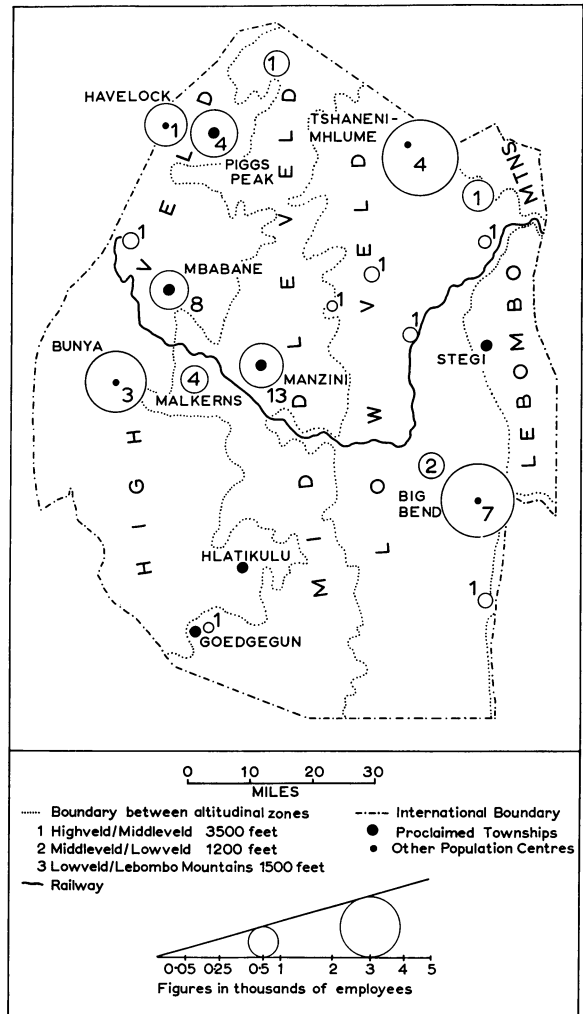 1
HAVELOCK
1
4
PIGGS
PEAK
TSHANENI-
MHLUME
4
1
MTNS
1
1
MBABANE
8
1
1
1
STEGI
BUNYA
3
4
MALKERNS
MANZINI
13
2
BIG
BEND
7
HLATIKULU
1
1
GOEDGEGUN
HIGH VELD
MIDDLEVELD
LOWVELD
LEBOMBO
0 10 20 30
MILES
Boundary between altitudinal zones
1 Highveld/Middleveld 3500 feet
2 Middleveld/Lowveld 1200 feet
3 Lowveld/Lebombo Mountains 1500 feet
Railway
International Boundary
Proclaimed Townships
Other Population Centres
0·05 0·25 0·5 1 2 3 4 5
Figures in thousands of employees